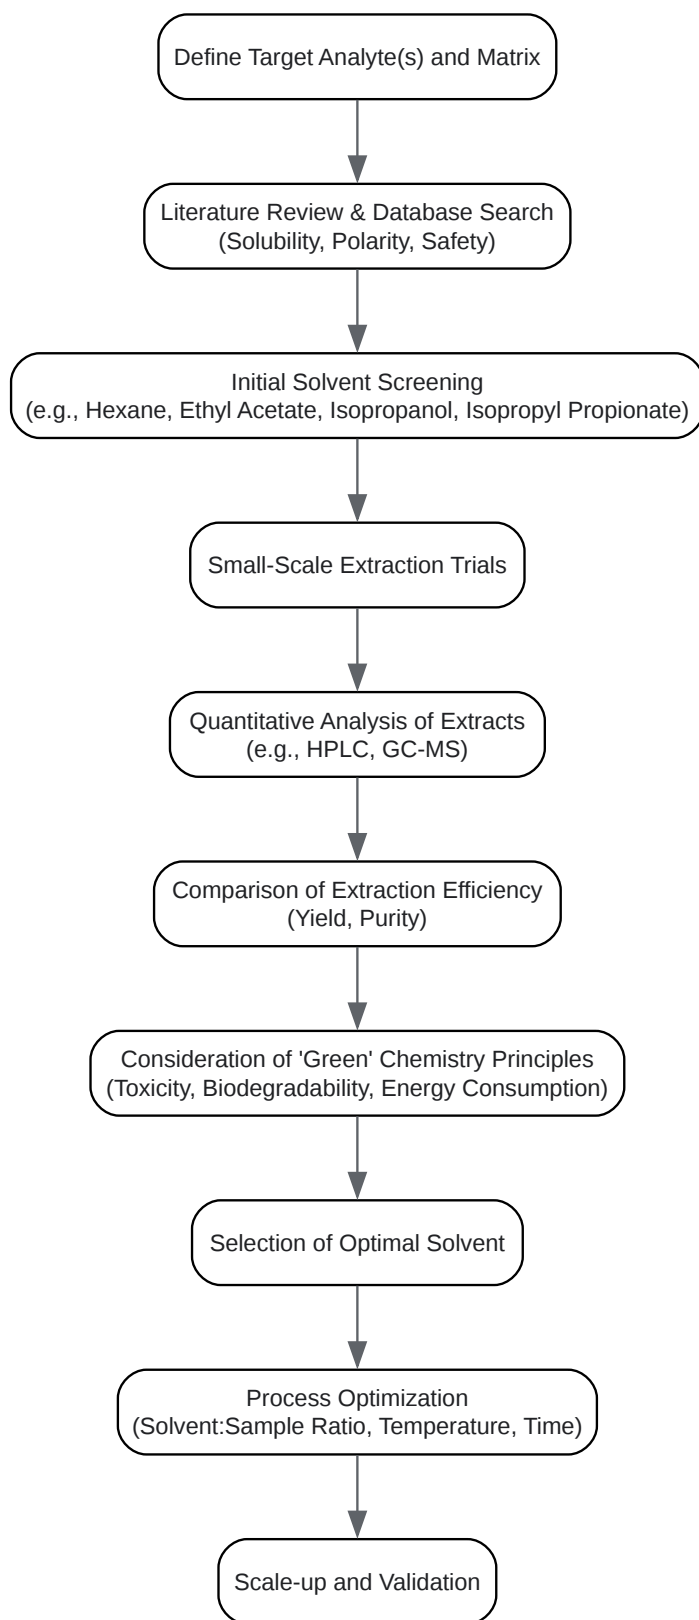 Define Target Analyte(s) and Matrix
Literature Review & Database Search
(Solubility, Polarity, Safety)
Initial Solvent Screening
(e.g., Hexane, Ethyl Acetate, Isopropanol, Isopropyl Propionate)
Small-Scale Extraction Trials
Quantitative Analysis of Extracts
(e.g., HPLC, GC-MS)
Comparison of Extraction Efficiency
(Yield, Purity)
Consideration of 'Green' Chemistry Principles
(Toxicity, Biodegradability, Energy Consumption)
Selection of Optimal Solvent
Process Optimization
(Solvent:Sample Ratio, Temperature, Time)
Scale-up and Validation